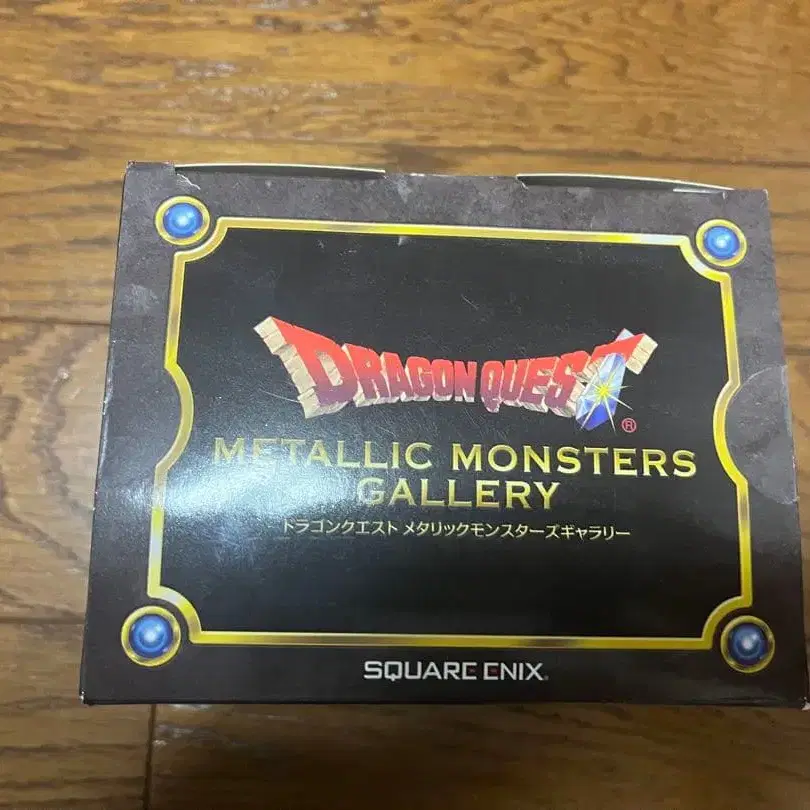 DRAGON QUEST
®
METALLIC MONSTERS
GALLERY
ドラゴンクエスト メタリックモンスターズギャラリー
SQUARE ENIX.